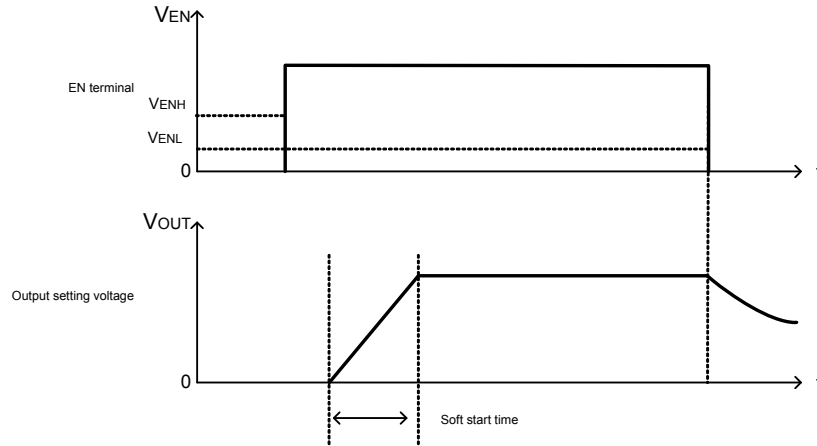 VEN
EN terminal
VENH
VENL
0
t
VOUT
Output setting voltage
0
t
Soft start time